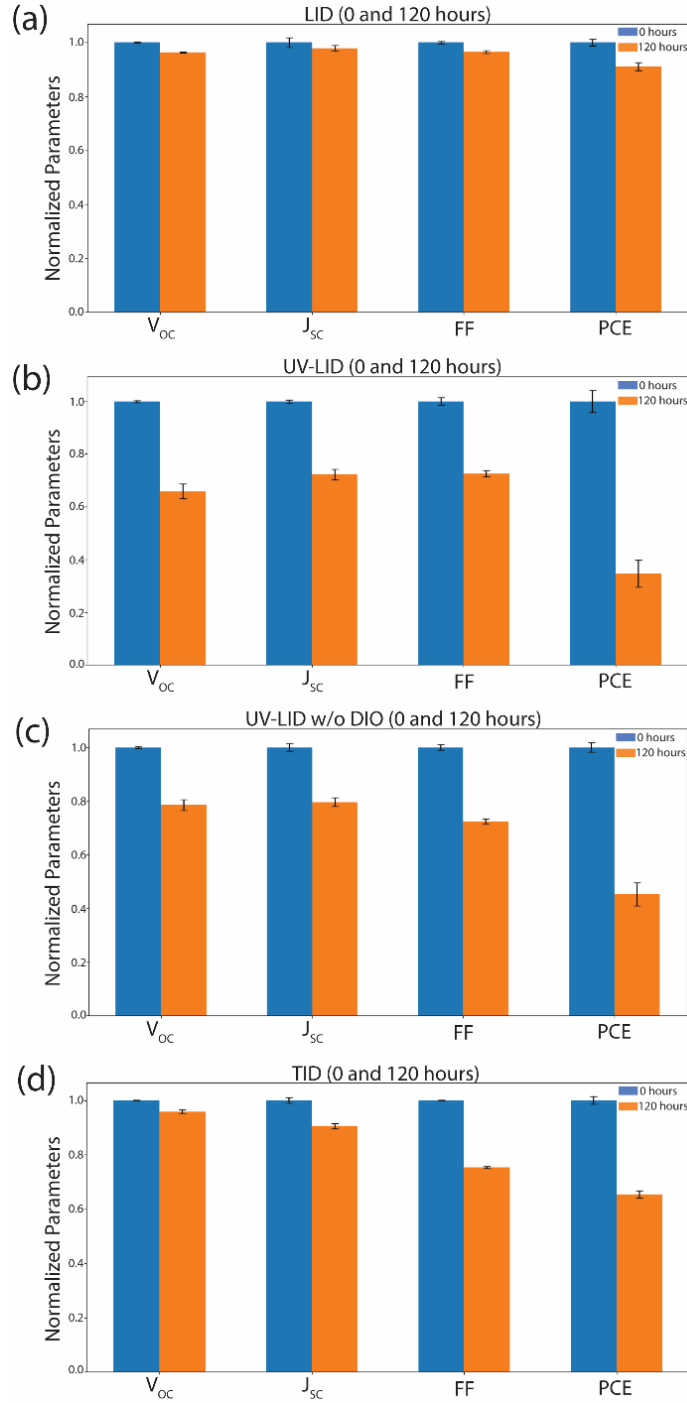 (a)
LID (0 and 120 hours)
Normalized Parameters
1.0
0.8
0.6
0.4
0.2
0.0
0 hours
120 hours
VOC
JSC
FF
PCE
(b)
UV-LID (0 and 120 hours)
Normalized Parameters
1.0
0.8
0.6
0.4
0.2
0.0
0 hours
120 hours
VOC
JSC
FF
PCE
(c)
UV-LID w/o DIO (0 and 120 hours)
Normalized Parameters
1.0
0.8
0.6
0.4
0.2
0.0
0 hours
120 hours
VOC
JSC
FF
PCE
(d)
TID (0 and 120 hours)
Normalized Parameters
1.0
0.8
0.6
0.4
0.2
0.0
0 hours
120 hours
VOC
JSC
FF
PCE